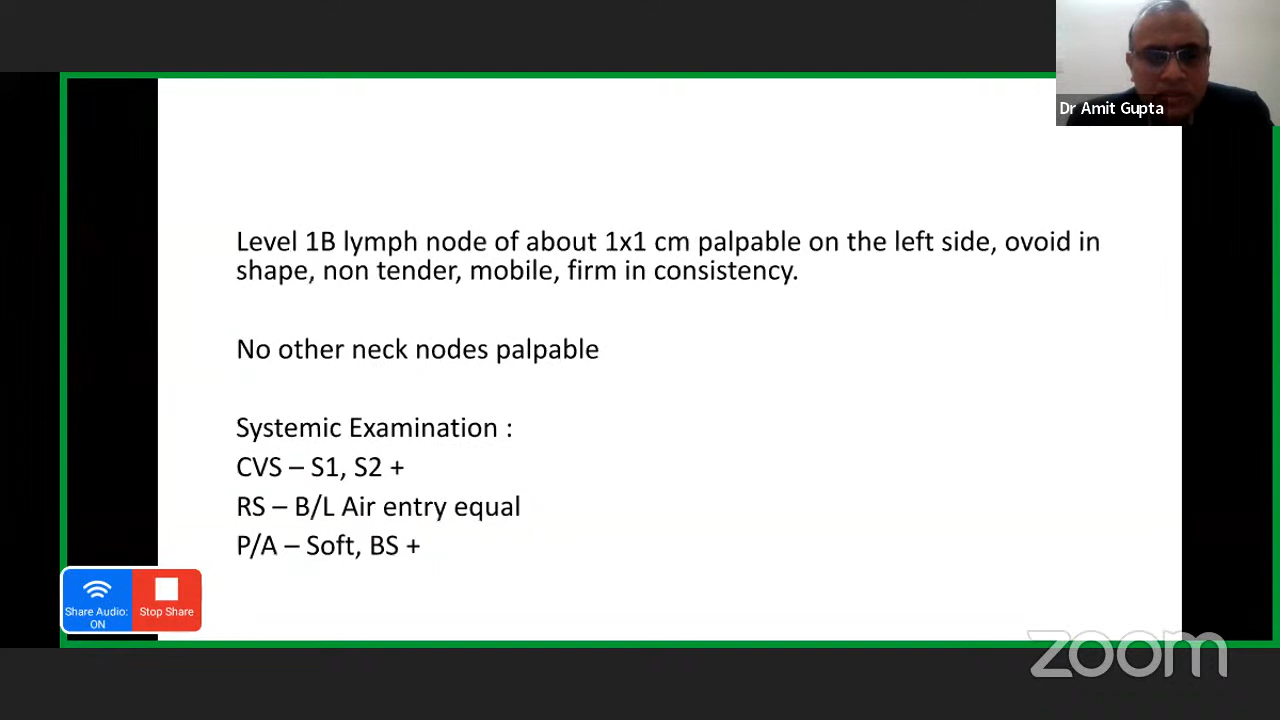 Dr Amit Gupta
Level 1B lymph node of about 1x1 cm palpable on the left side, ovoid in
shape, non tender, mobile, firm in consistency.
No other neck nodes palpable
Systemic Examination :
CVS – S1, S2 +
RS – B/L Air entry equal
P/A – Soft, BS +
Share Audio:
ON
Stop Share
zoom